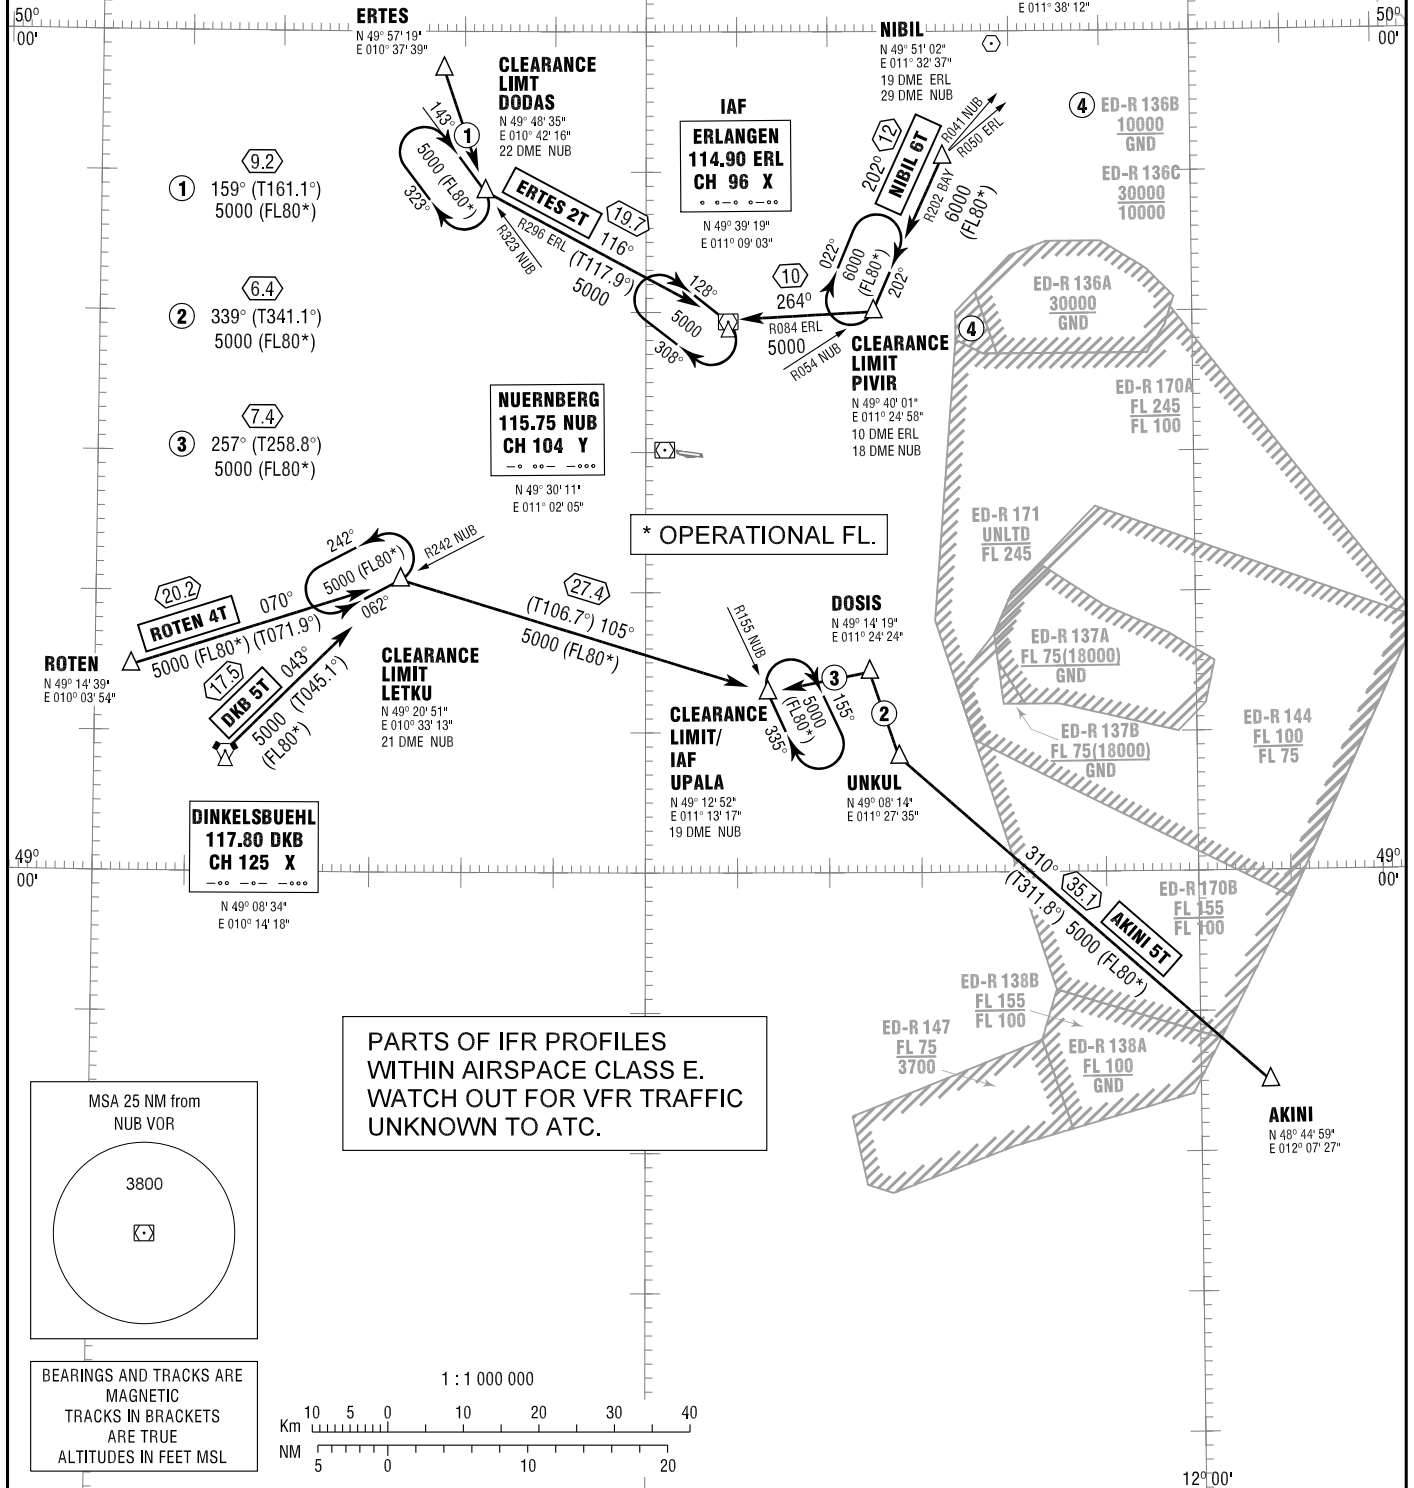 E 011° 38' 12"
50°
00'
50°
00'
ERTES
N 49° 57' 19"
E 010° 37' 39"
CLEARANCE
LIMT
DODAS
N 49° 48' 35"
E 010° 42' 16"
22 DME NUB
143°
1
5000 (FL80*)
323°
R323 NUB
ERTES 2T
R296 ERL
19.7
116°
(T117.9°)
5000
IAF
ERLANGEN
114.90 ERL
CH 96 X
N 49° 39' 19"
E 011° 09' 03"
128°
5000
308°
NIBIL
N 49° 51' 02"
E 011° 32' 37"
19 DME ERL
29 DME NUB
12
202°
NIBIL 6T
R041 NUB
R050 ERL
R202 BAY
6000
(FL80*)
022°
6000
(FL80*)
202°
10
264°
R084 ERL
5000
R054 NUB
CLEARANCE
LIMIT
PIVIR
N 49° 40' 01"
E 011° 24' 58"
10 DME ERL
18 DME NUB
4
ED-R 136B
10000
GND
ED-R 136C
30000
10000
ED-R 136A
30000
GND
4
ED-R 170A
FL 245
FL 100
ED-R 171
UNLTD
FL 245
ED-R 137A
FL 75(18000)
GND
ED-R 137B
FL 75(18000)
GND
ED-R 144
FL 100
FL 75
ED-R 170B
FL 155
FL 100
ED-R 138B
FL 155
FL 100
ED-R 147
FL 75
3700
ED-R 138A
FL 100
GND
9.2
1 159° (T161.1°)
5000 (FL80*)
6.4
2 339° (T341.1°)
5000 (FL80*)
7.4
3 257° (T258.8°)
5000 (FL80*)
NUERNBERG
115.75 NUB
CH 104 Y
N 49° 30' 11"
E 011° 02' 05"
* OPERATIONAL FL.
242°
5000 (FL80*)
062°
R242 NUB
20.2
ROTEN 4T
070°
5000 (FL80*) (T071.9°)
ROTEN
N 49° 14' 39"
E 010° 03' 54"
17.5
DKB 5T
043°
5000 (T045.1°)
(FL80*)
CLEARANCE
LIMIT
LETKU
N 49° 20' 51"
E 010° 33' 13"
21 DME NUB
27.4
(T106.7°) 105°
5000 (FL80*)
R155 NUB
DOSIS
N 49° 14' 19"
E 011° 24' 24"
3
155°
5000
(FL80*)
335°
2
CLEARANCE
LIMIT/
IAF
UPALA
N 49° 12' 52"
E 011° 13' 17"
19 DME NUB
UNKUL
N 49° 08' 14"
E 011° 27' 35"
DINKELSBUEHL
117.80 DKB
CH 125 X
N 49° 08' 34"
E 010° 14' 18"
49°
00'
49°
00'
310°
35.1
AKINI 5T
(T311.8°) 5000 (FL80*)
AKINI
N 48° 44' 59"
E 012° 07' 27"
PARTS OF IFR PROFILES
WITHIN AIRSPACE CLASS E.
WATCH OUT FOR VFR TRAFFIC
UNKNOWN TO ATC.
MSA 25 NM from
NUB VOR
3800
BEARINGS AND TRACKS ARE
MAGNETIC
TRACKS IN BRACKETS
ARE TRUE
ALTITUDES IN FEET MSL
1 : 1 000 000
Km 10 5 0 10 20 30 40
NM 5 0 10 20
12° 00'